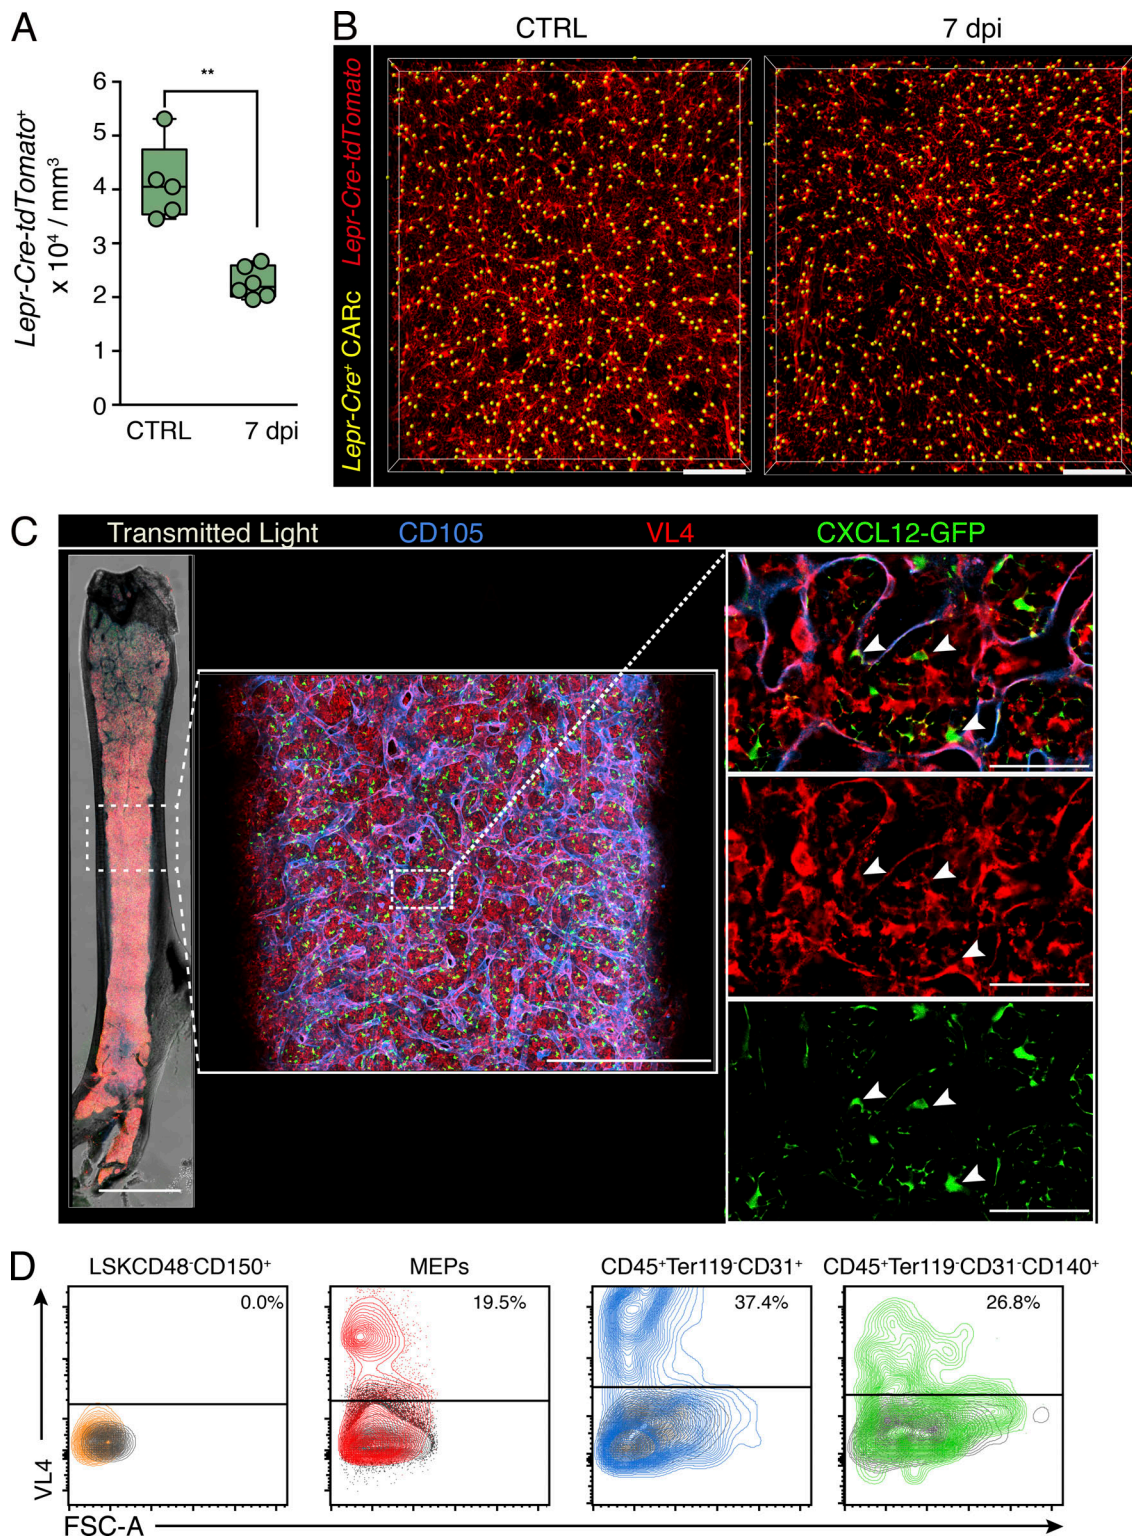 A
Lepr-Cre-tdTomato⁺
x 10⁴ / mm³
6
5
4
3
2
1
0
**
CTRL
7 dpi
B
CTRL
7 dpi
Lepr-Cre⁺ CARc Lepr-Cre-tdTomato
C
Transmitted Light CD105 VL4 CXCL12-GFP
D
LSKCD48⁻CD150⁺
MEPs
CD45⁺Ter119⁻CD31⁺
CD45⁺Ter119⁻CD31⁻CD140⁺
0.0%
19.5%
37.4%
26.8%
VL4
FSC-A